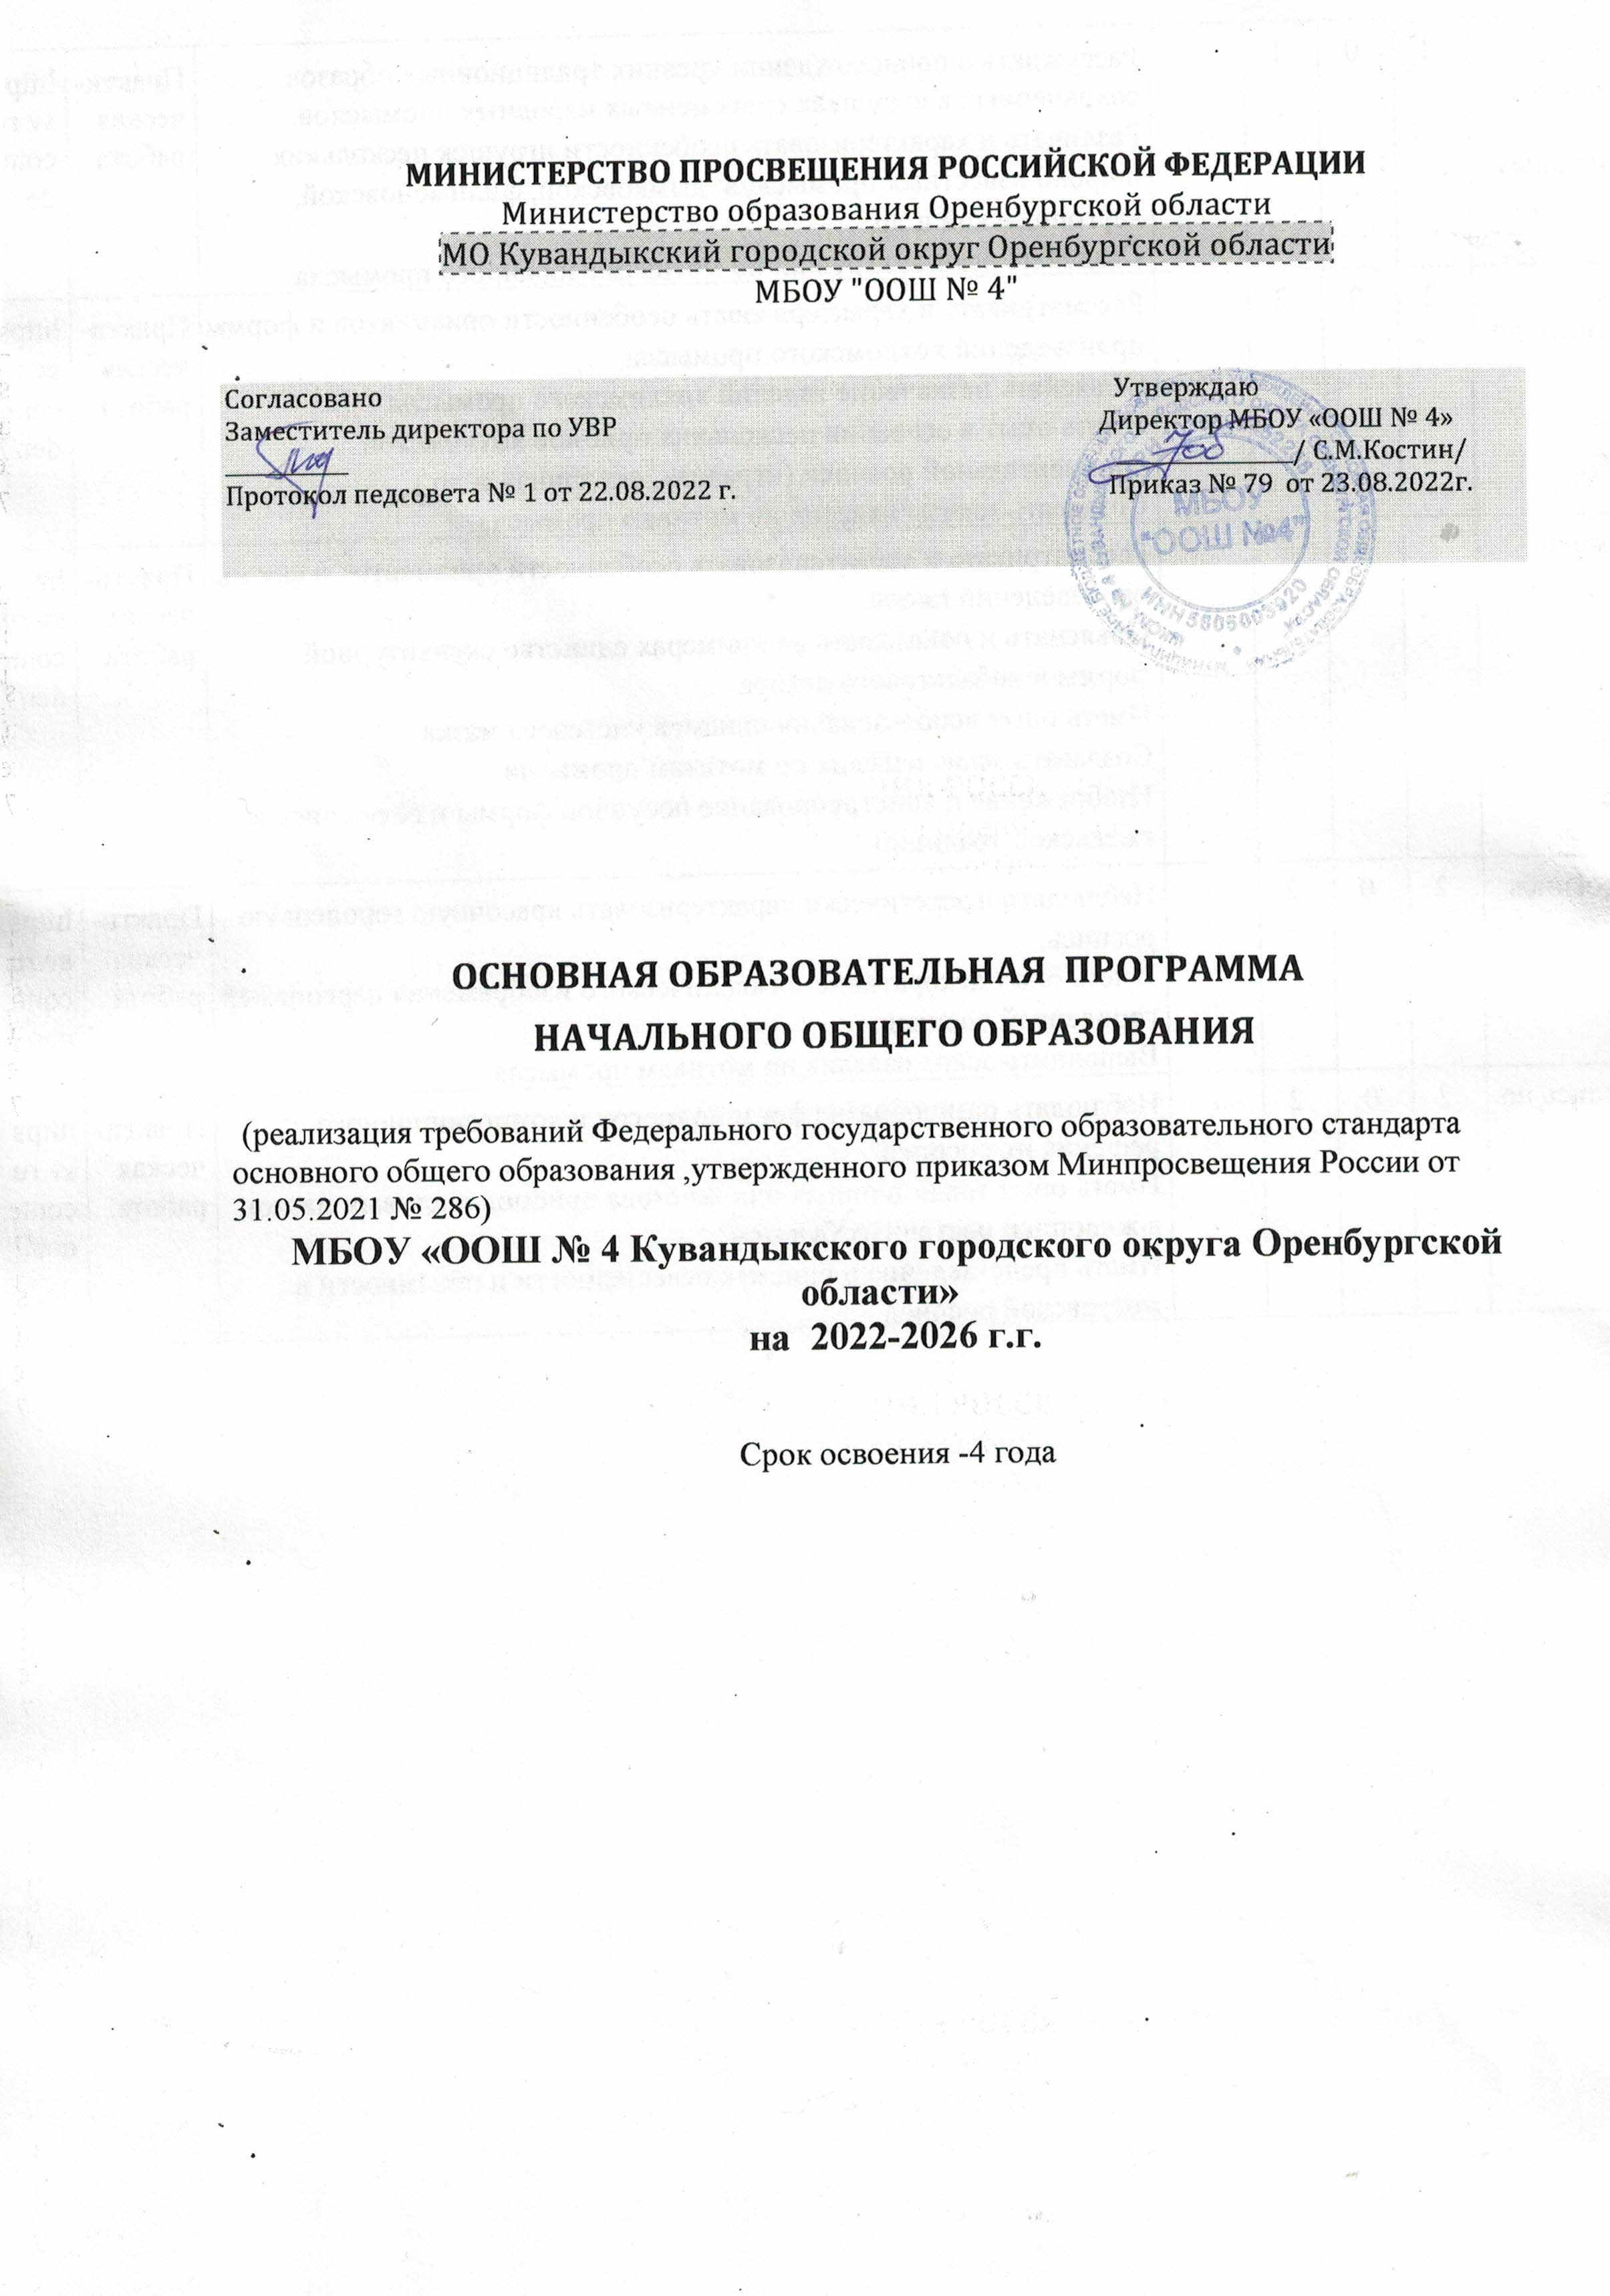 МИНИСТЕРСТВО ПРОСВЕЩЕНИЯ РОССИЙСКОЙ ФЕДЕРАЦИИ
Министерство образования Оренбургской области
МО Кувандыкский городской округ Оренбургской области
МБОУ "ООШ № 4"
Согласовано
Заместитель директора по УВР
Протокол педсовета № 1 от 22.08.2022 г.
Утверждаю
Директор МБОУ «ООШ № 4»
/ С.М.Костин/
Приказ № 79 от 23.08.2022г.
МБОУ
"ООШ №4"
ОСНОВНАЯ ОБРАЗОВАТЕЛЬНАЯ ПРОГРАММА
НАЧАЛЬНОГО ОБЩЕГО ОБРАЗОВАНИЯ
(реализация требований Федерального государственного образовательного стандарта
основного общего образования ,утвержденного приказом Минпросвещения России от
31.05.2021 № 286)
МБОУ «ООШ № 4 Кувандыкского городского округа Оренбургской
области»
на 2022-2026 г.г.
Срок освоения -4 года